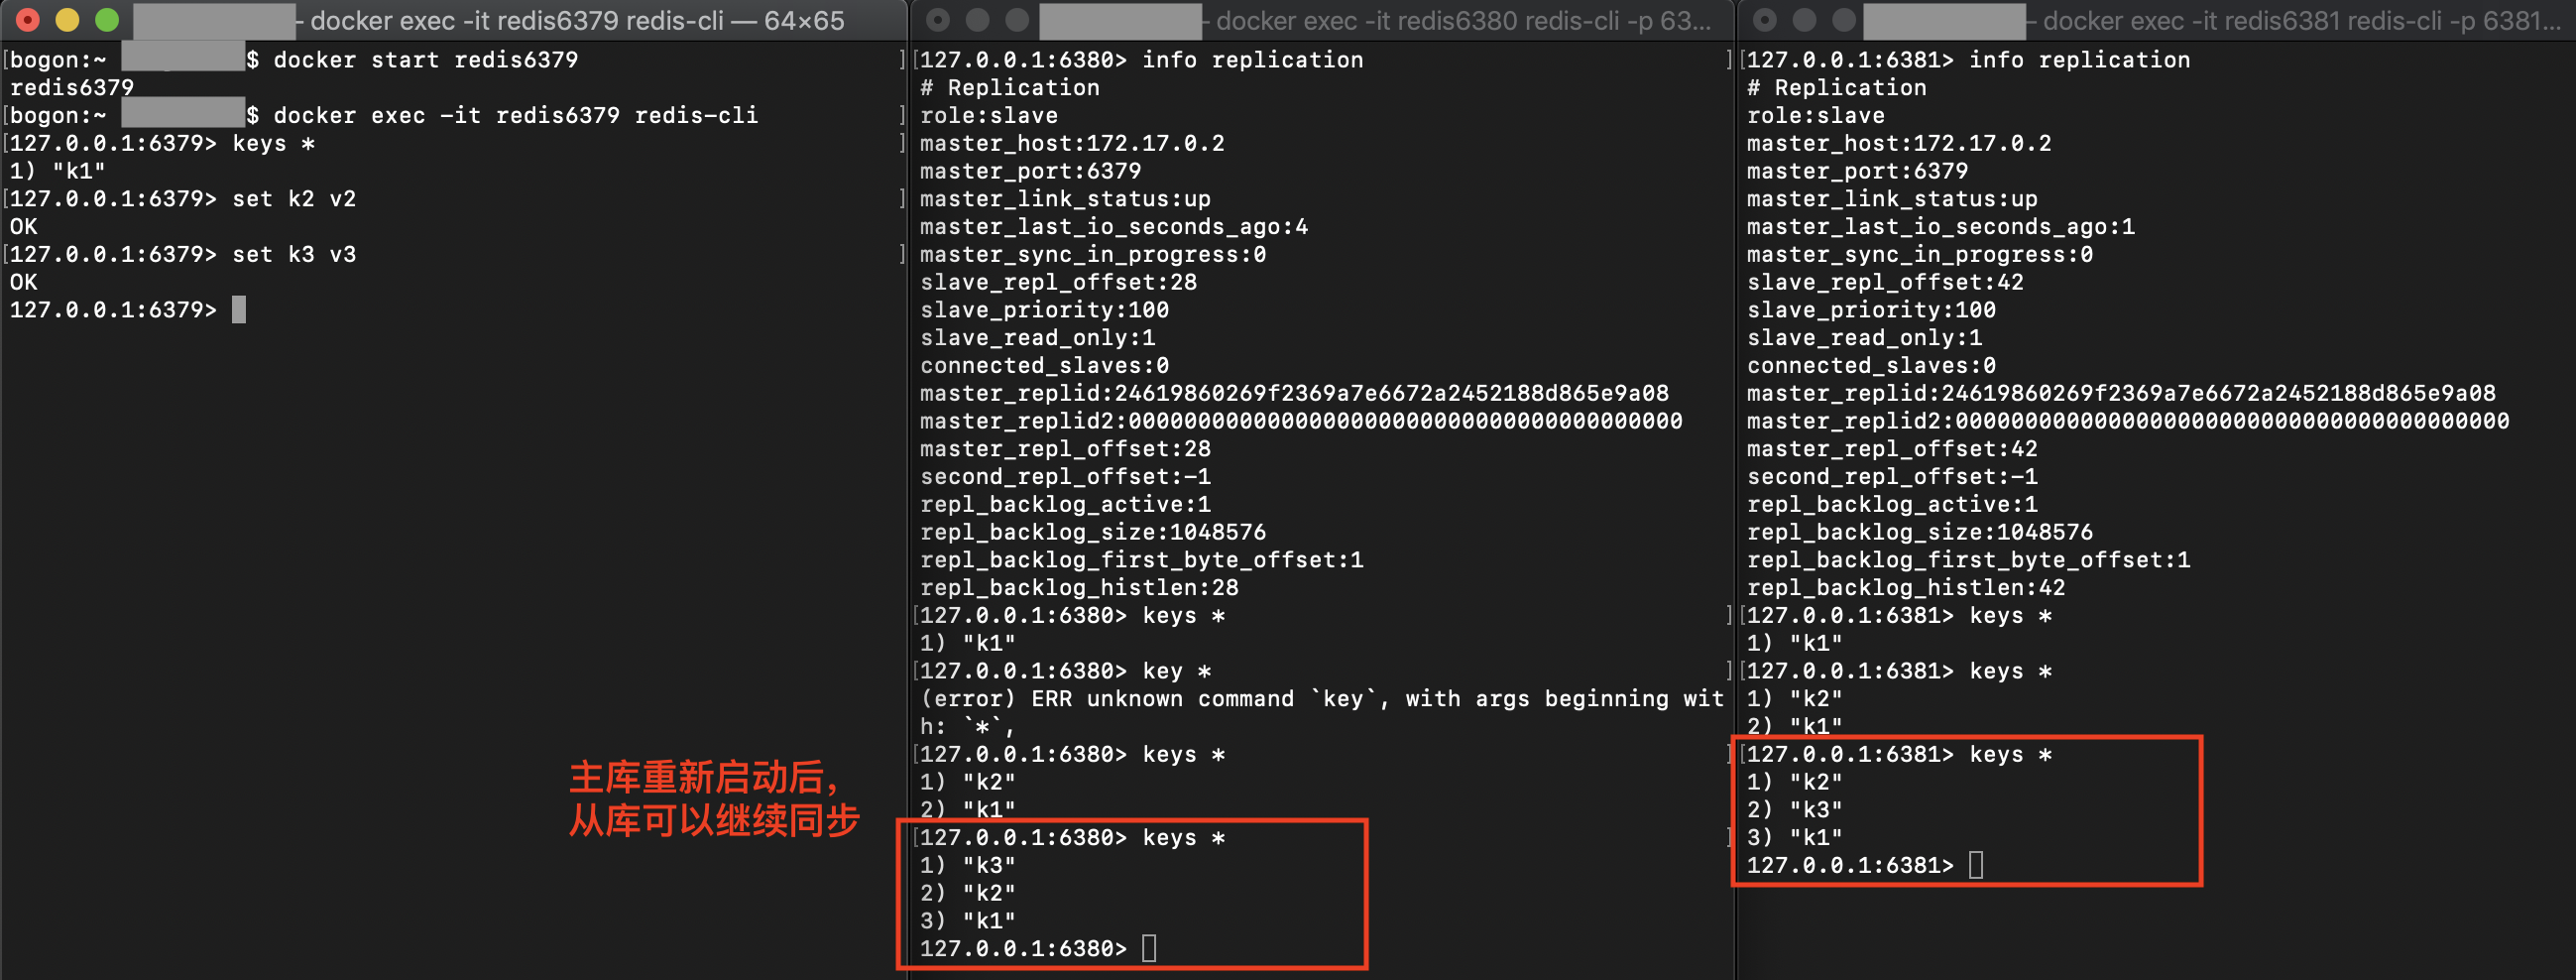 – docker exec -it redis6379 redis-cli — 64×65
[bogon:~ $ docker start redis6379 ]
redis6379
[bogon:~ $ docker exec -it redis6379 redis-cli ]
[127.0.0.1:6379> keys * ]
1) "k1"
[127.0.0.1:6379> set k2 v2 ]
OK
[127.0.0.1:6379> set k3 v3 ]
OK
127.0.0.1:6379>
主库重新启动后，
从库可以继续同步
– docker exec -it redis6380 redis-cli -p 63...
[127.0.0.1:6380> info replication ]
# Replication
role:slave
master_host:172.17.0.2
master_port:6379
master_link_status:up
master_last_io_seconds_ago:4
master_sync_in_progress:0
slave_repl_offset:28
slave_priority:100
slave_read_only:1
connected_slaves:0
master_replid:24619860269f2369a7e6672a2452188d865e9a08
master_replid2:0000000000000000000000000000000000000000
master_repl_offset:28
second_repl_offset:-1
repl_backlog_active:1
repl_backlog_size:1048576
repl_backlog_first_byte_offset:1
repl_backlog_histlen:28
[127.0.0.1:6380> keys * ]
1) "k1"
[127.0.0.1:6380> key * ]
(error) ERR unknown command `key`, with args beginning wit
h: `*`,
[127.0.0.1:6380> keys * ]
1) "k2"
2) "k1"
[127.0.0.1:6380> keys * ]
1) "k3"
2) "k2"
3) "k1"
127.0.0.1:6380>
– docker exec -it redis6381 redis-cli -p 6381...
[127.0.0.1:6381> info replication
# Replication
role:slave
master_host:172.17.0.2
master_port:6379
master_link_status:up
master_last_io_seconds_ago:1
master_sync_in_progress:0
slave_repl_offset:42
slave_priority:100
slave_read_only:1
connected_slaves:0
master_replid:24619860269f2369a7e6672a2452188d865e9a08
master_replid2:0000000000000000000000000000000000000000
master_repl_offset:42
second_repl_offset:-1
repl_backlog_active:1
repl_backlog_size:1048576
repl_backlog_first_byte_offset:1
repl_backlog_histlen:42
[127.0.0.1:6381> keys *
1) "k1"
[127.0.0.1:6381> keys *
1) "k2"
2) "k1"
[127.0.0.1:6381> keys *
1) "k2"
2) "k3"
3) "k1"
127.0.0.1:6381>